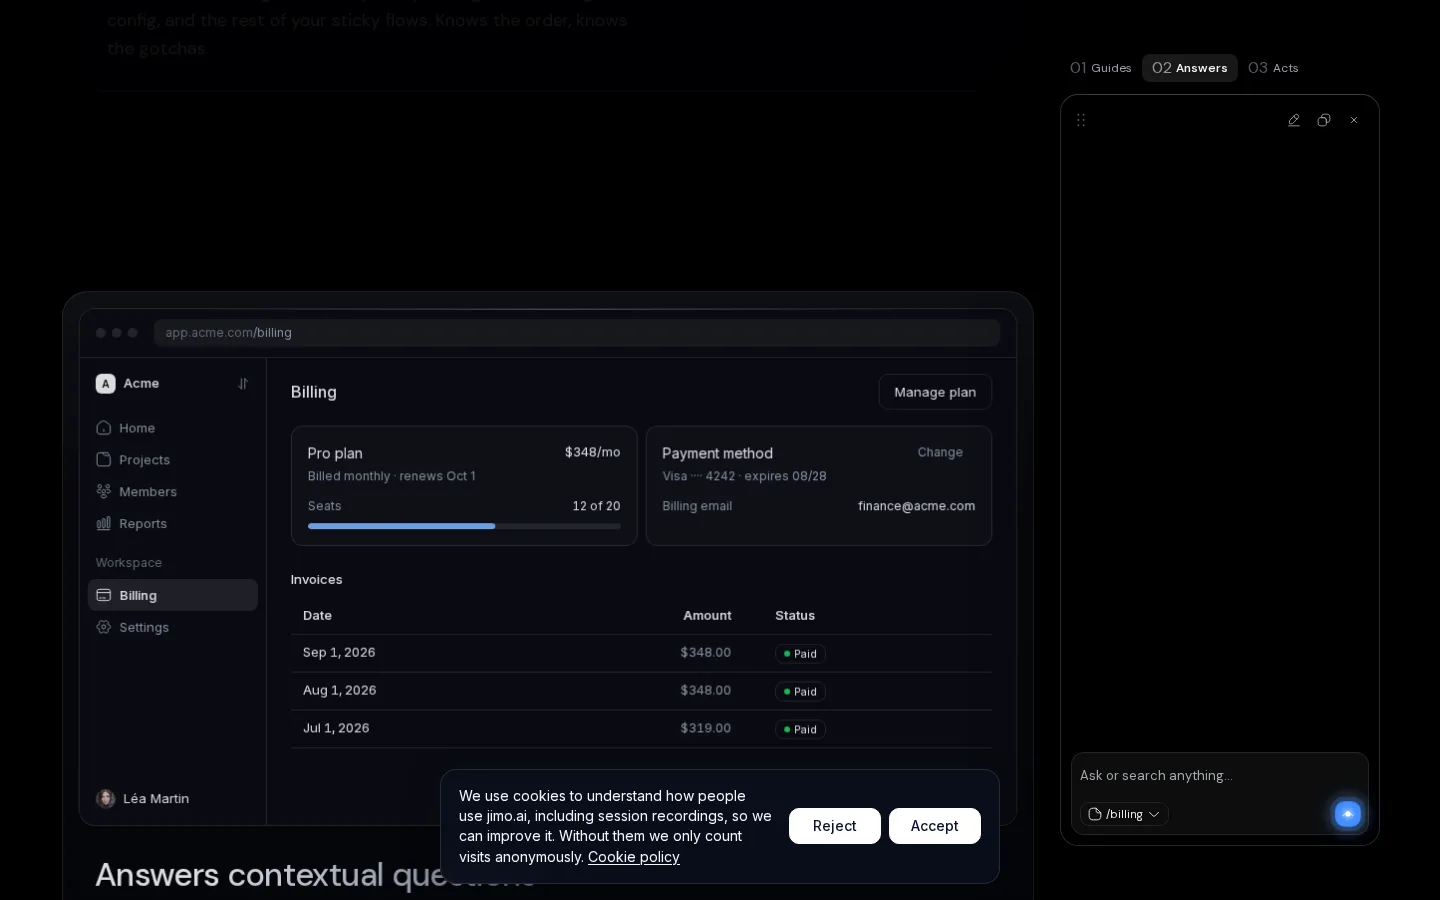 config, and the rest of your sticky flows. Knows the order, knows
the gotchas.
01 Guides
02 Answers
03 Acts
app.acme.com/billing
A Acme
Home
Projects
Members
Reports
Workspace
Billing
Settings
Léa Martin
Billing
Manage plan
Pro plan $348/mo
Billed monthly · renews Oct 1
Seats 12 of 20
Payment method Change
Visa ···· 4242 · expires 08/28
Billing email finance@acme.com
Invoices
Date Amount Status
Sep 1, 2026 $348.00 Paid
Aug 1, 2026 $348.00 Paid
Jul 1, 2026 $319.00 Paid
Answers contextual questions
We use cookies to understand how people
use jimo.ai, including session recordings, so we
can improve it. Without them we only count
visits anonymously. Cookie policy
Reject
Accept
Ask or search anything...
/billing